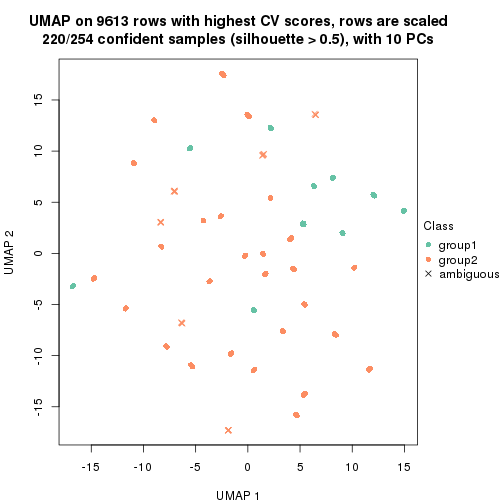 UMAP on 9613 rows with highest CV scores, rows are scaled
220/254 confident samples (silhouette > 0.5), with 10 PCs
15
10
5
0
-5
-10
-15
UMAP 2
-15
-10
-5
0
5
10
15
UMAP 1
Class
group1
group2
ambiguous